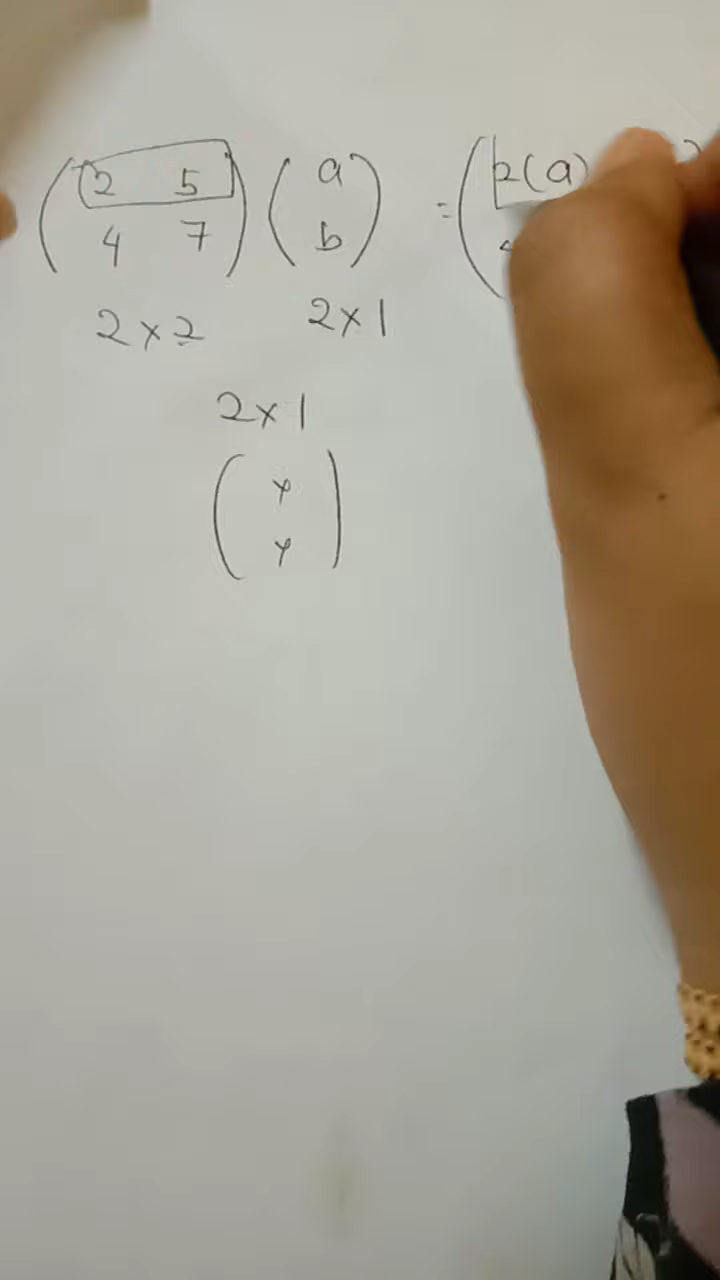 ( 2 5 ) ( a ) = ( 2(a)
4 7 b
2 x 2 2 x 1
2 x 1
( x )
x